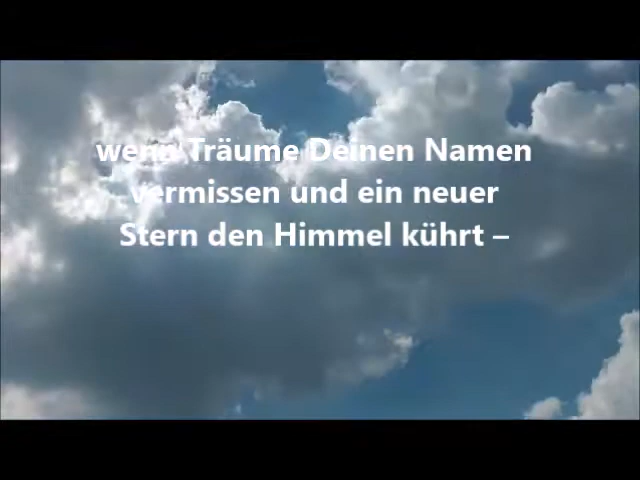 wenn Träume Deinen Namen
vermissen und ein neuer
Stern den Himmel kührt –